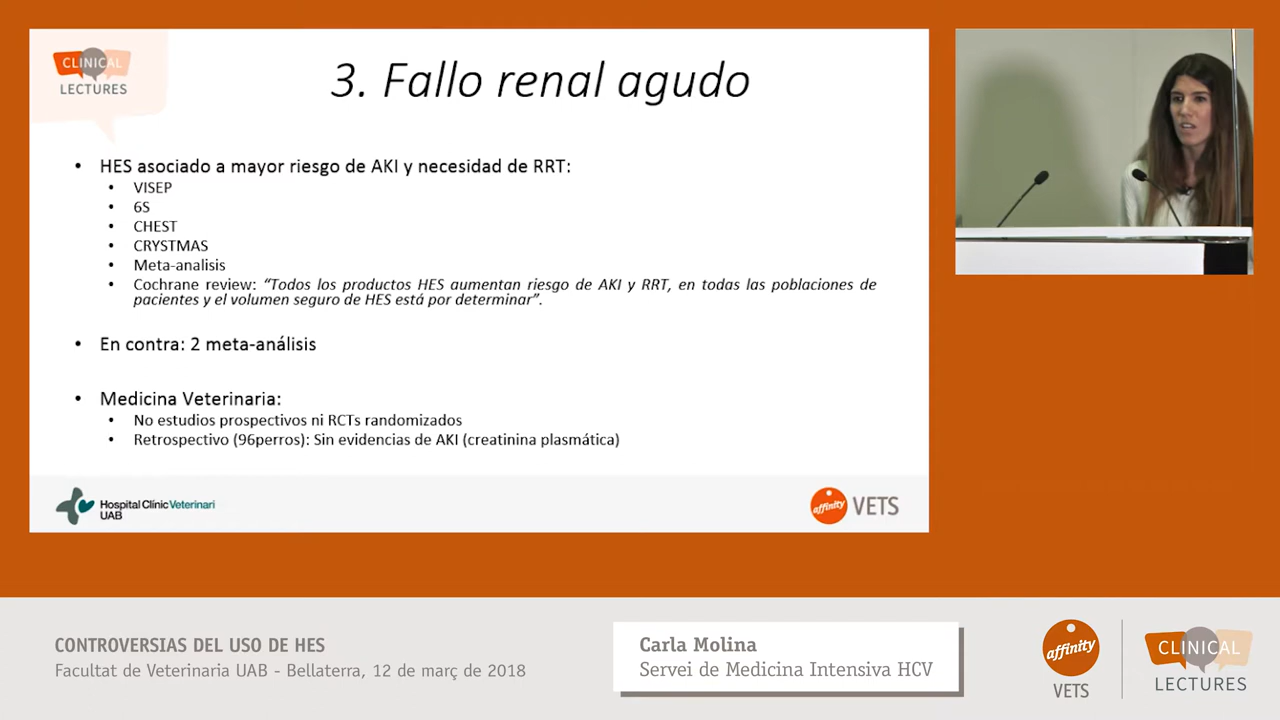 CLINICAL
LECTURES
3. Fallo renal agudo
• HES asociado a mayor riesgo de AKI y necesidad de RRT:
• VISEP
• 6S
• CHEST
• CRYSTMAS
• Meta-analisis
• Cochrane review: “Todos los productos HES aumentan riesgo de AKI y RRT, en todas las poblaciones de
pacientes y el volumen seguro de HES está por determinar”.
• En contra: 2 meta-análisis
• Medicina Veterinaria:
• No estudios prospectivos ni RCTs randomizados
• Retrospectivo (96perros): Sin evidencias de AKI (creatinina plasmática)
Hospital Clínic Veterinari
UAB
affinity VETS
CONTROVERSIAS DEL USO DE HES
Facultat de Veterinaria UAB - Bellaterra, 12 de març de 2018
Carla Molina
Servei de Medicina Intensiva HCV
affinity
VETS
CLINICAL
LECTURES